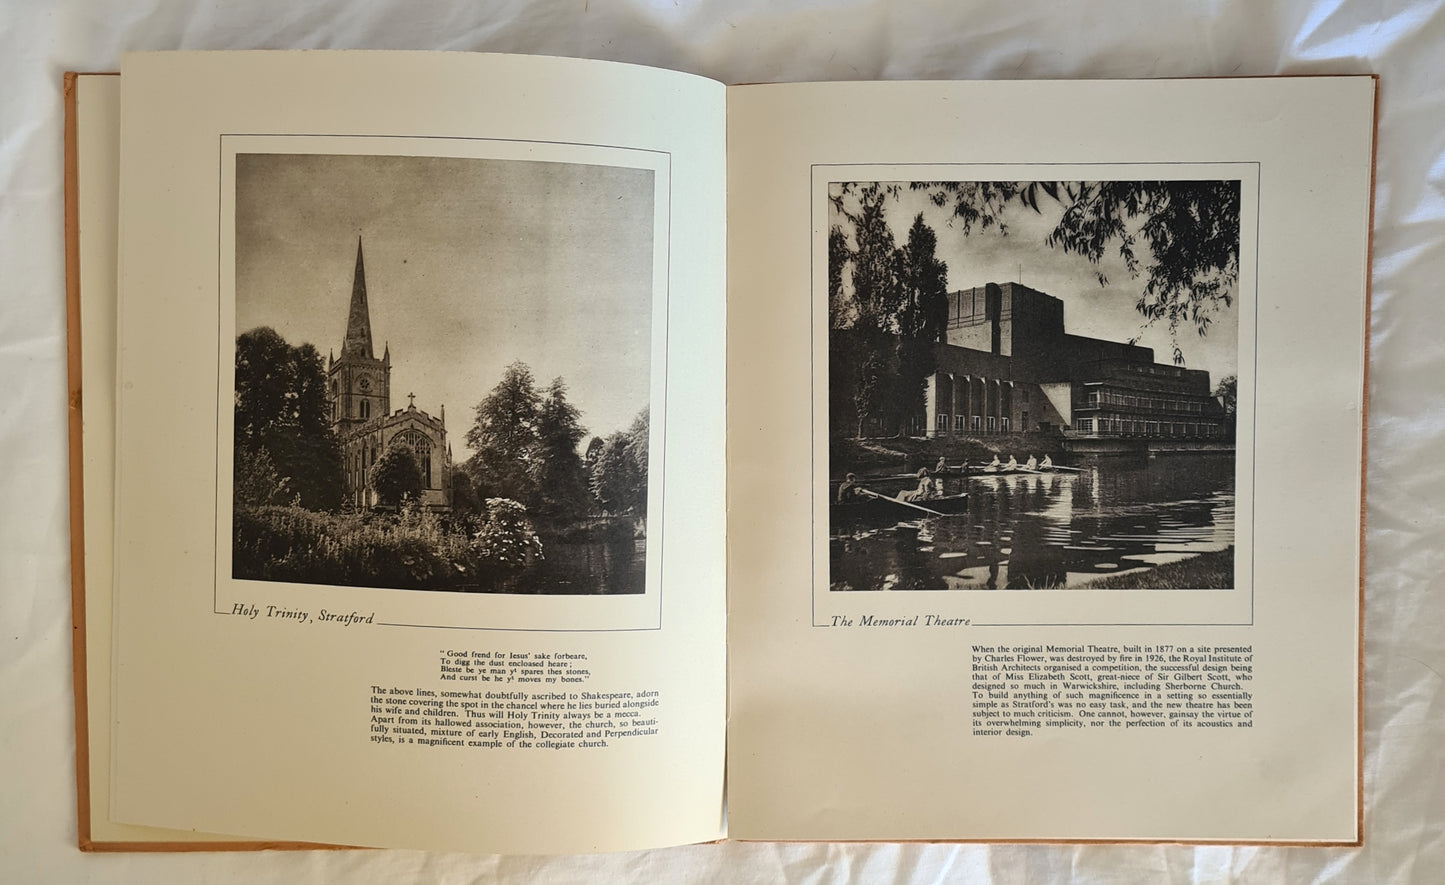 Holy Trinity, Stratford
" Good frend for Iesus' sake forbeare,
To digg the dust encloased heare ;
Bleste be ye man yᵗ spares thes stones,
And curst be he yᵗ moves my bones."
The above lines, somewhat doubtfully ascribed to Shakespeare, adorn
the stone covering the spot in the chancel where he lies buried alongside
his wife and children. Thus will Holy Trinity always be a mecca.
Apart from its hallowed association, however, the church, so beauti-
fully situated, mixture of early English, Decorated and Perpendicular
styles, is a magnificent example of the collegiate church.
The Memorial Theatre
When the original Memorial Theatre, built in 1877 on a site presented
by Charles Flower, was destroyed by fire in 1926, the Royal Institute of
British Architects organised a competition, the successful design being
that of Miss Elizabeth Scott, great-niece of Sir Gilbert Scott, who
designed so much in Warwickshire, including Sherborne Church.
To build anything of such magnificence in a setting so essentially
simple as Stratford's was no easy task, and the new theatre has been
subject to much criticism. One cannot, however, gainsay the virtue of
its overwhelming simplicity, nor the perfection of its acoustics and
interior design.